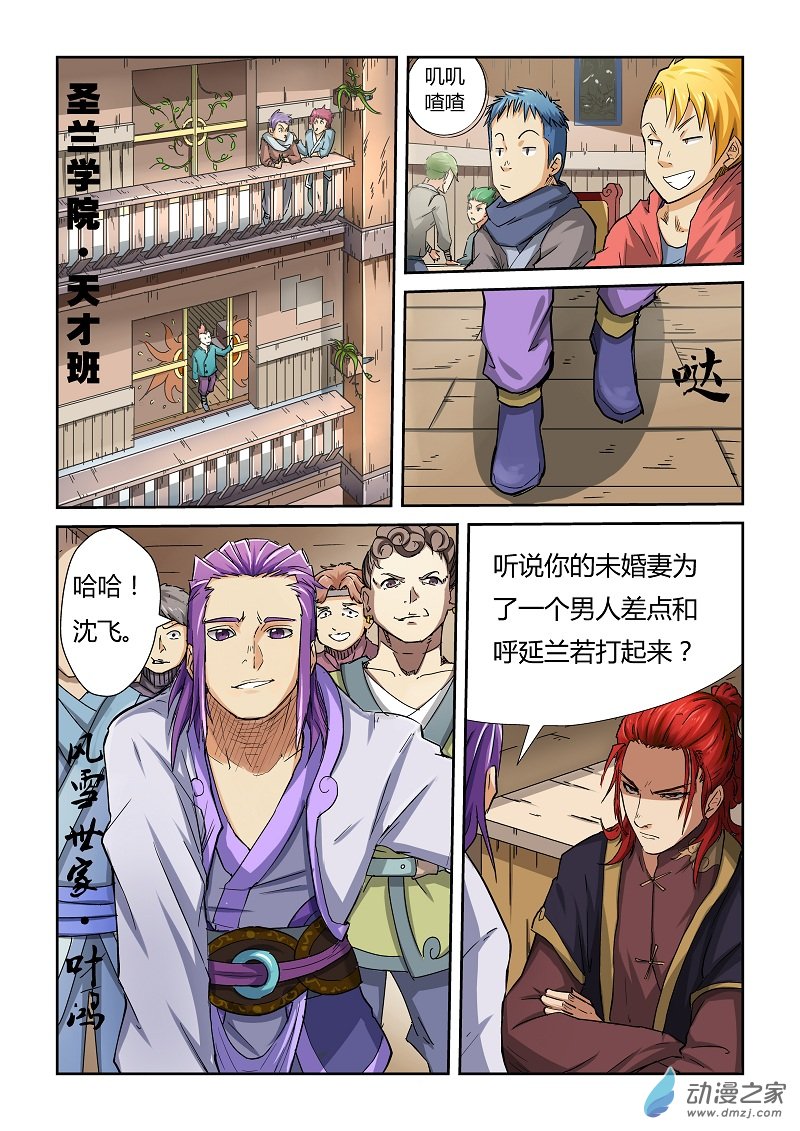 圣兰学院·天才班
叽叽
喳喳
哒
哈哈！
沈飞。
风雪世家·叶鸿
听说你的未婚妻为
了一个男人差点和
呼延兰若打起来？
动漫之家
www.dmzj.com